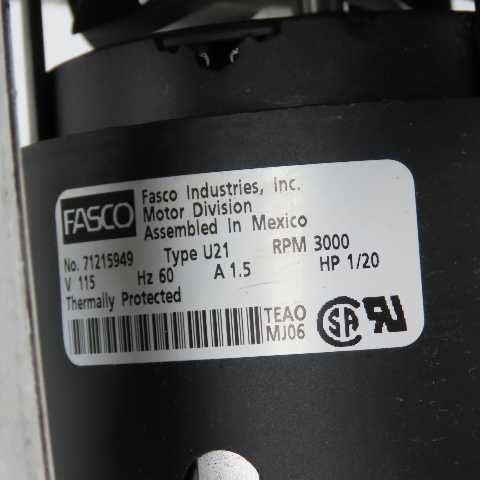 FASCO
Fasco Industries, Inc.
Motor Division
Assembled In Mexico
No. 71215949 Type U21 RPM 3000
V 115 Hz 60 A 1.5 HP 1/20
Thermally Protected
TEAO
MJ06